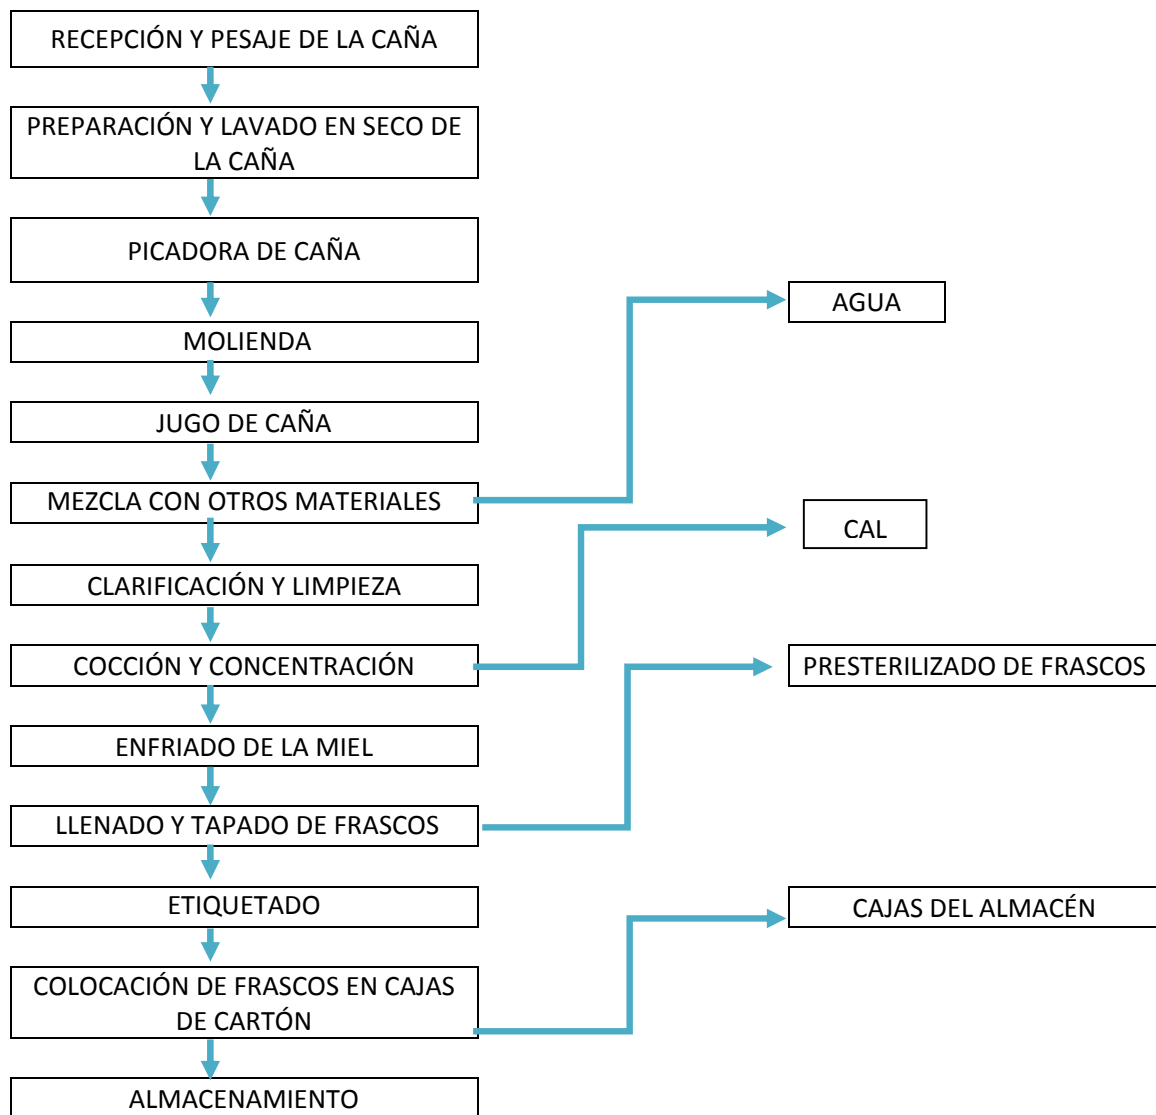 RECEPCIÓN Y PESAJE DE LA CAÑA
PREPARACIÓN Y LAVADO EN SECO DE
LA CAÑA
PICADORA DE CAÑA
MOLIENDA
JUGO DE CAÑA
MEZCLA CON OTROS MATERIALES
CLARIFICACIÓN Y LIMPIEZA
COCCIÓN Y CONCENTRACIÓN
ENFRIADO DE LA MIEL
LLENADO Y TAPADO DE FRASCOS
ETIQUETADO
COLOCACIÓN DE FRASCOS EN CAJAS
DE CARTÓN
ALMACENAMIENTO
AGUA
CAL
PRESTERILIZADO DE FRASCOS
CAJAS DEL ALMACÉN